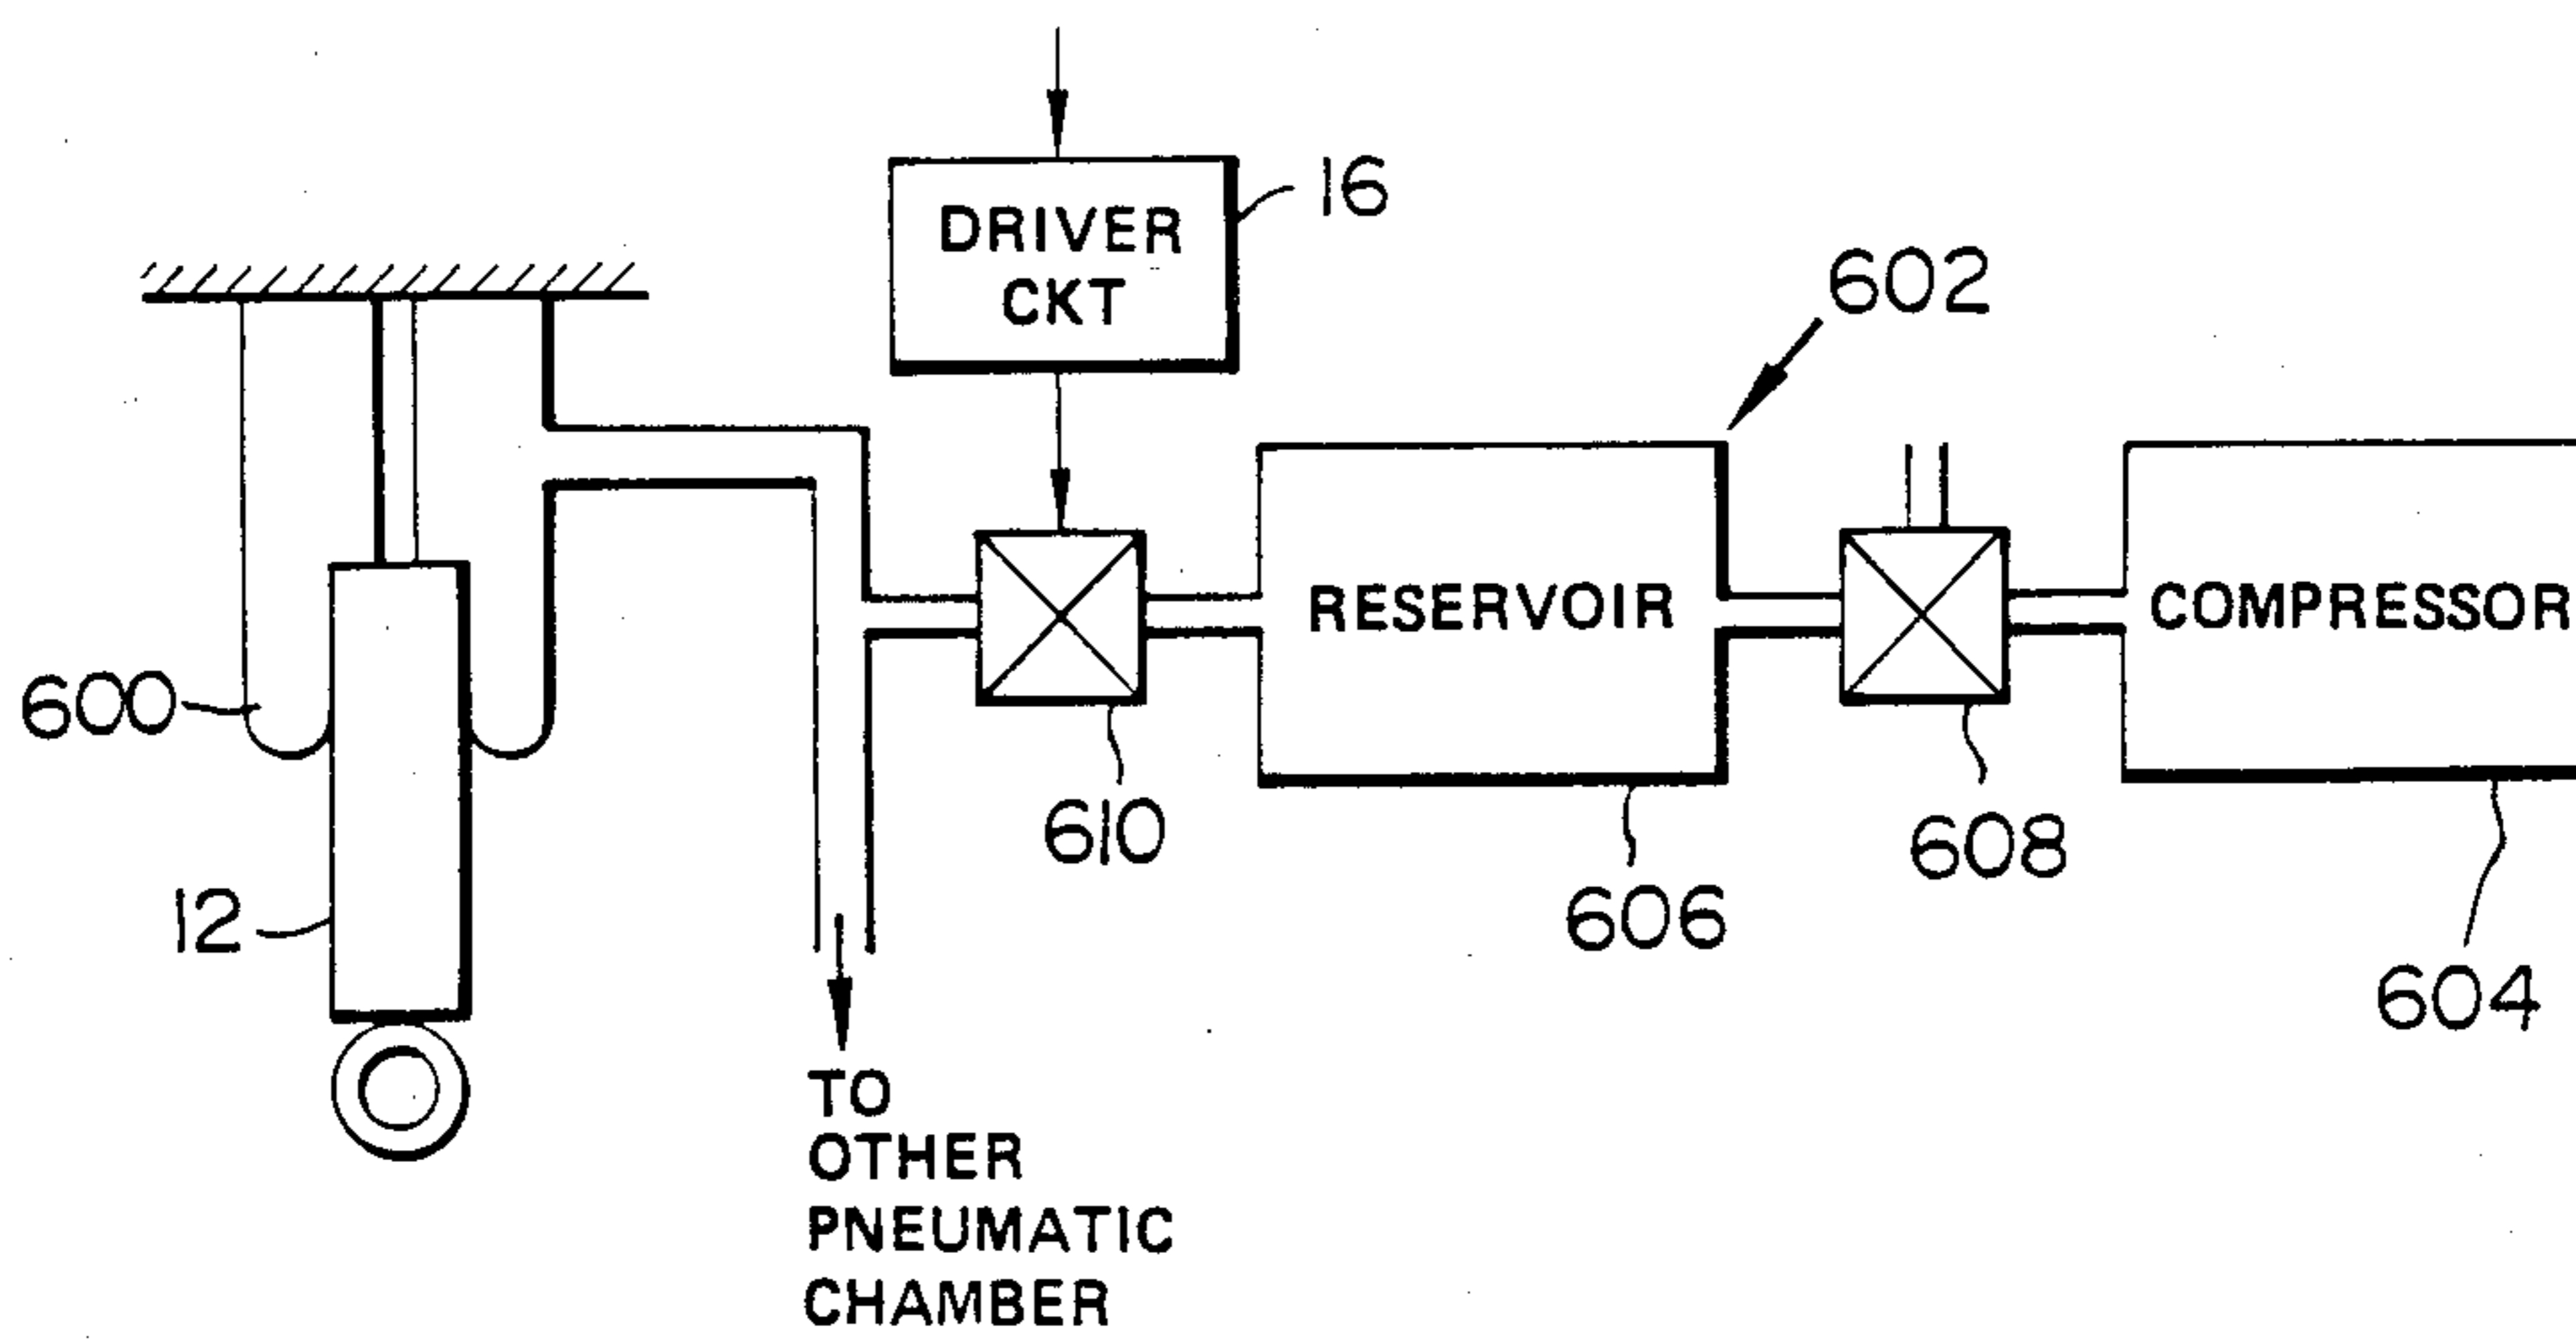 16
DRIVER
CKT
602
RESERVOIR
COMPRESSOR
600
610
608
12
606
604
TO
OTHER
PNEUMATIC
CHAMBER